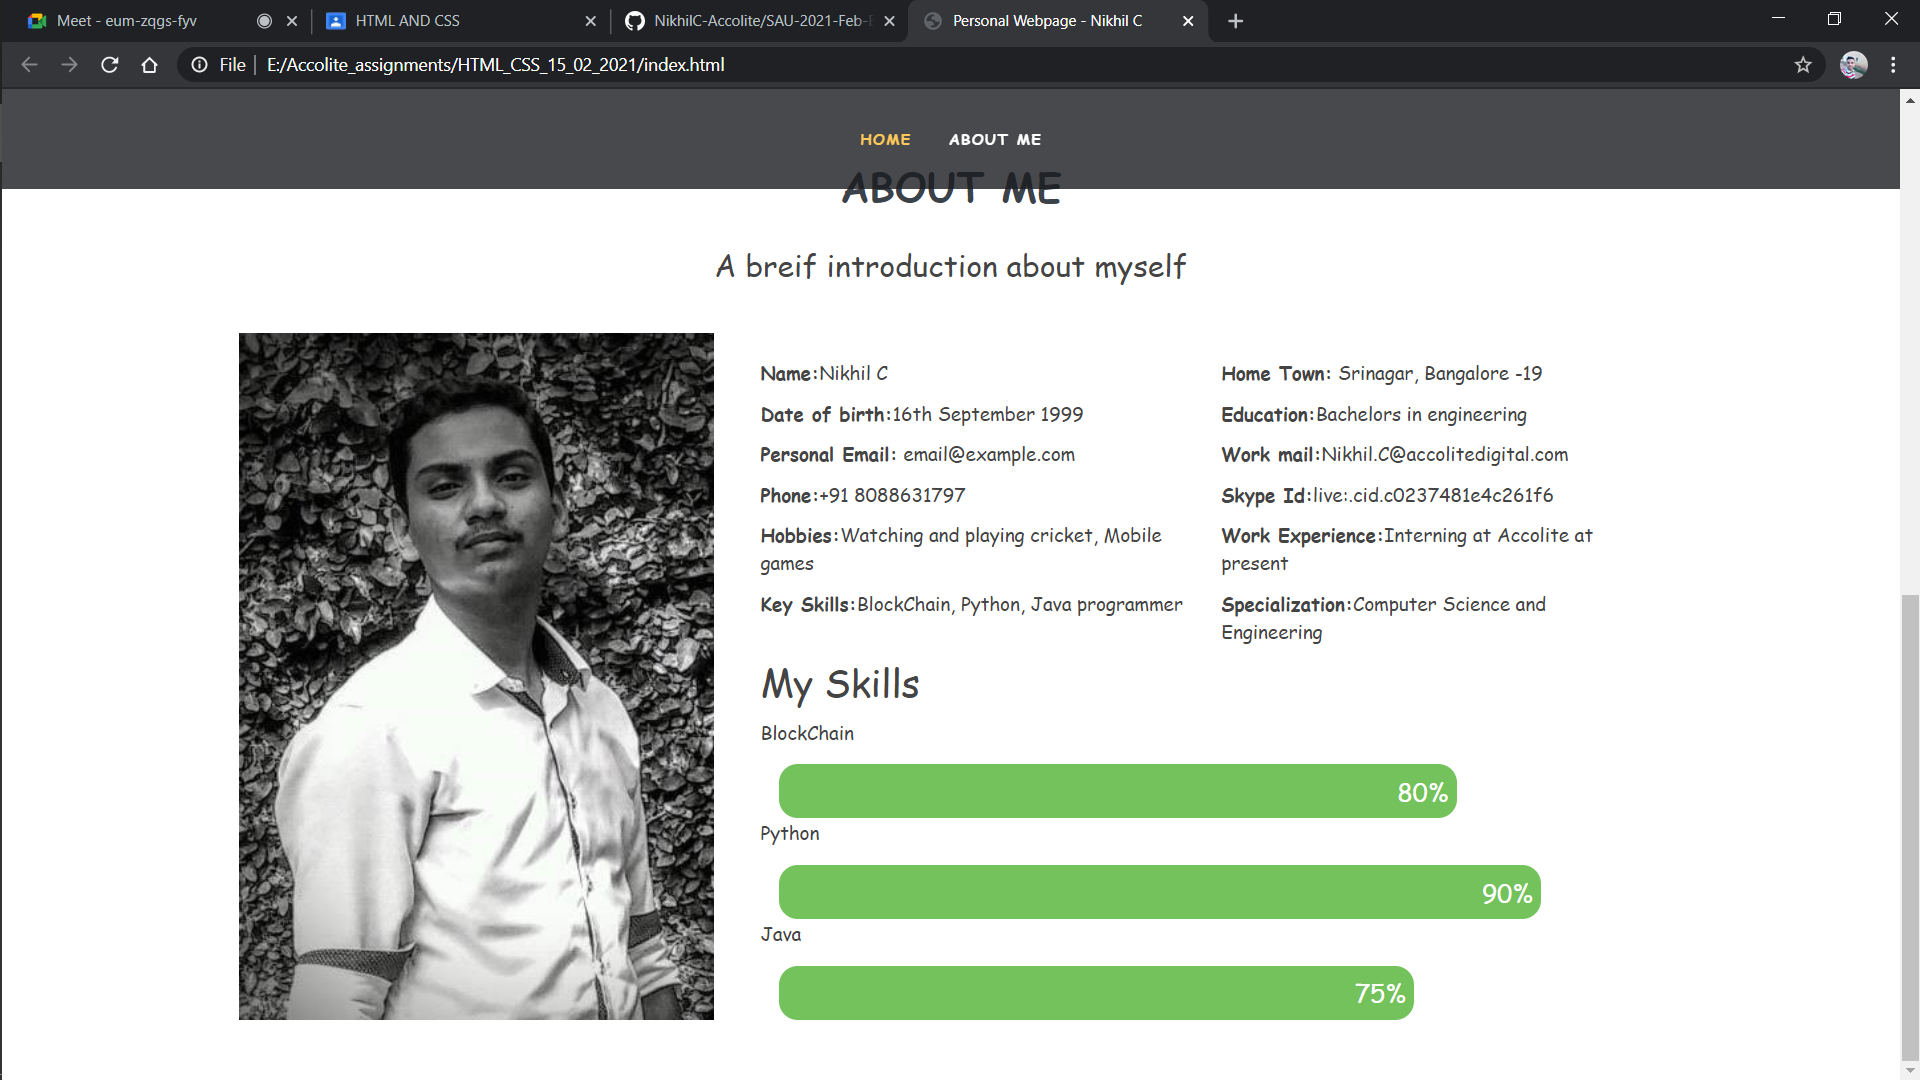 Meet - eum-zqgs-fyv
HTML AND CSS
NikhilC-Accolite/SAU-2021-Feb-
Personal Webpage - Nikhil C
File
E:/Accolite_assignments/HTML_CSS_15_02_2021/index.html
HOME ABOUT ME
ABOUT ME
A breif introduction about myself
Name:Nikhil C
Date of birth:16th September 1999
Personal Email: email@example.com
Phone:+91 8088631797
Hobbies:Watching and playing cricket, Mobile
games
Key Skills:BlockChain, Python, Java programmer
Home Town: Srinagar, Bangalore -19
Education:Bachelors in engineering
Work mail:Nikhil.C@accolitedigital.com
Skype Id:live:.cid.c0237481e4c261f6
Work Experience:Interning at Accolite at
present
Specialization:Computer Science and
Engineering
My Skills
BlockChain
80%
Python
90%
Java
75%